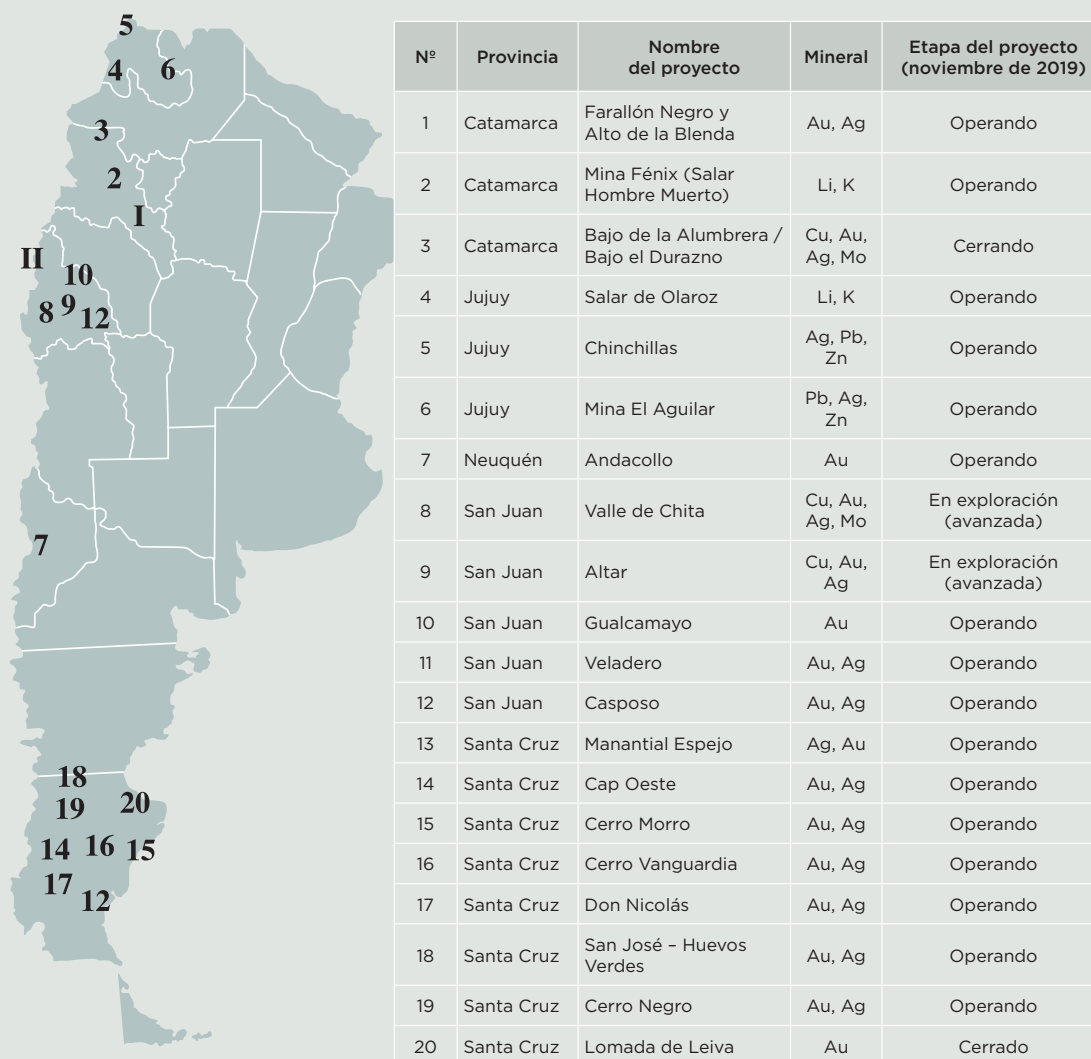 5
4
6
3
2
I
II
10
8
9
12
7
18
19
20
14
16
15
17
12
Nº Provincia Nombre del proyecto Mineral Etapa del proyecto (noviembre de 2019)
1 Catamarca Farallón Negro y Alto de la Blenda Au, Ag Operando
2 Catamarca Mina Fénix (Salar Hombre Muerto) Li, K Operando
3 Catamarca Bajo de la Alumbrera / Bajo el Durazno Cu, Au, Ag, Mo Cerrando
4 Jujuy Salar de Olaroz Li, K Operando
5 Jujuy Chinchillas Ag, Pb, Zn Operando
6 Jujuy Mina El Aguilar Pb, Ag, Zn Operando
7 Neuquén Andacollo Au Operando
8 San Juan Valle de Chita Cu, Au, Ag, Mo En exploración (avanzada)
9 San Juan Altar Cu, Au, Ag En exploración (avanzada)
10 San Juan Gualcamayo Au Operando
11 San Juan Veladero Au, Ag Operando
12 San Juan Casposo Au, Ag Operando
13 Santa Cruz Manantial Espejo Ag, Au Operando
14 Santa Cruz Cap Oeste Au, Ag Operando
15 Santa Cruz Cerro Morro Au, Ag Operando
16 Santa Cruz Cerro Vanguardia Au, Ag Operando
17 Santa Cruz Don Nicolás Au, Ag Operando
18 Santa Cruz San José – Huevos Verdes Au, Ag Operando
19 Santa Cruz Cerro Negro Au, Ag Operando
20 Santa Cruz Lomada de Leiva Au Cerrado